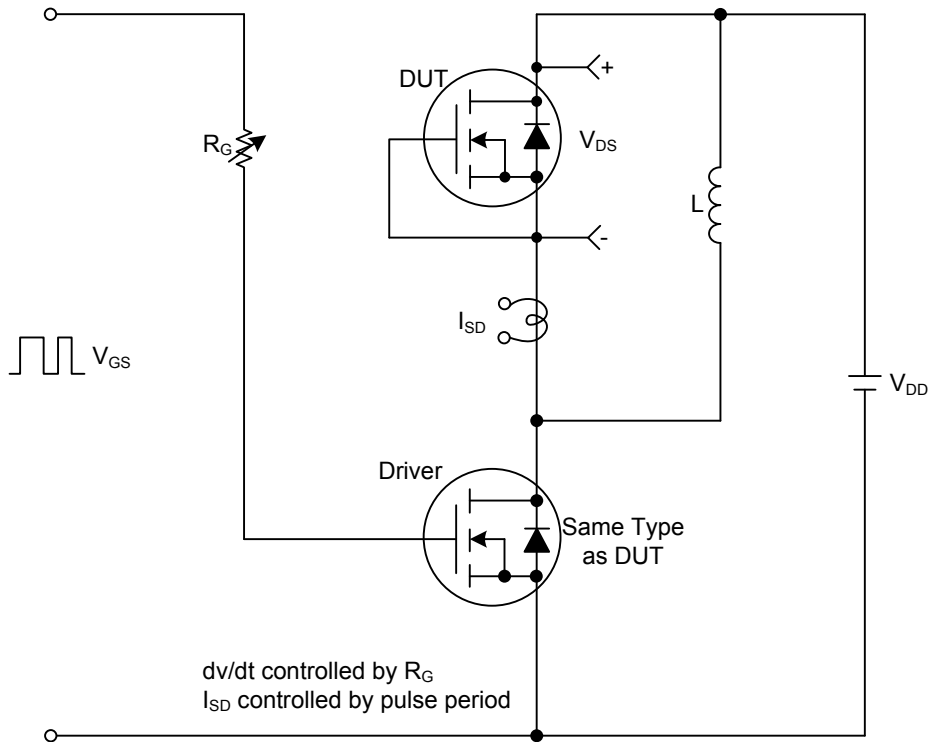 DUT
+
R_G
V_DS
L
-
I_SD
V_GS
V_DD
Driver
Same Type
as DUT
dv/dt controlled by R_G
I_SD controlled by pulse period